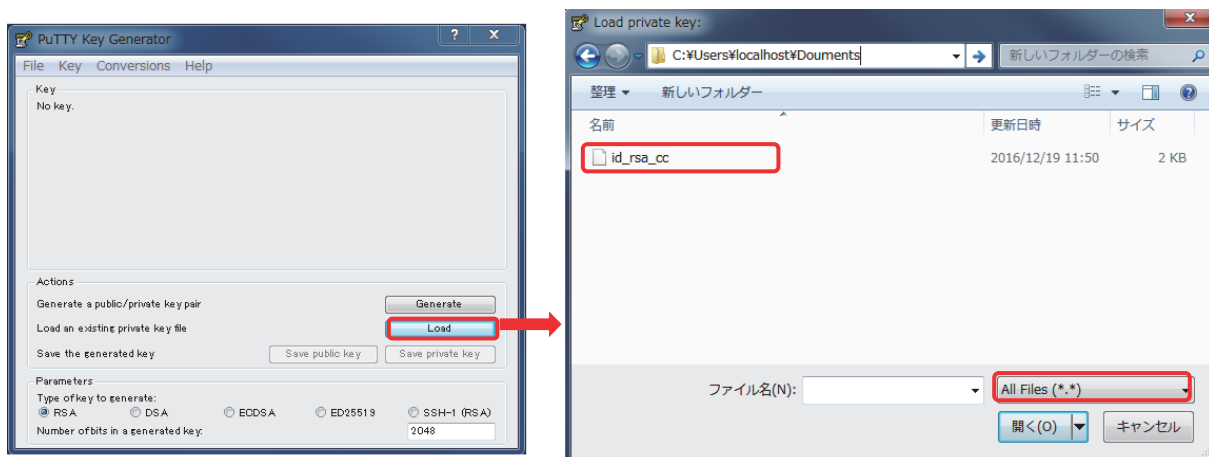 PuTTY Key Generator
? X
File Key Conversions Help
Key
No key.
Actions
Generate a public/private key pair
Generate
Load an existing private key file
Load
Save the generated key
Save public key
Save private key
Parameters
Type of key to generate:
RSA DSA ECDSA ED25519 SSH-1 (RSA)
Number of bits in a generated key:
2048
Load private key:
X
C:¥Users¥localhost¥Douments
新しいフォルダーの検索
整理 新しいフォルダー
名前 更新日時 サイズ
id_rsa_cc 2016/12/19 11:50 2 KB
ファイル名(N):
All Files (*.*)
開く(O) キャンセル